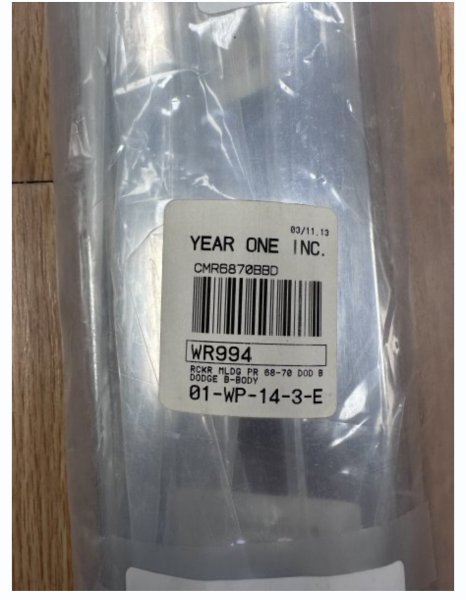 03/11.13
YEAR ONE INC.
CMR6870BBD
WR994
RCKR MLDG PR 68-70 DOD B
DODGE B-BODY
01-WP-14-3-E